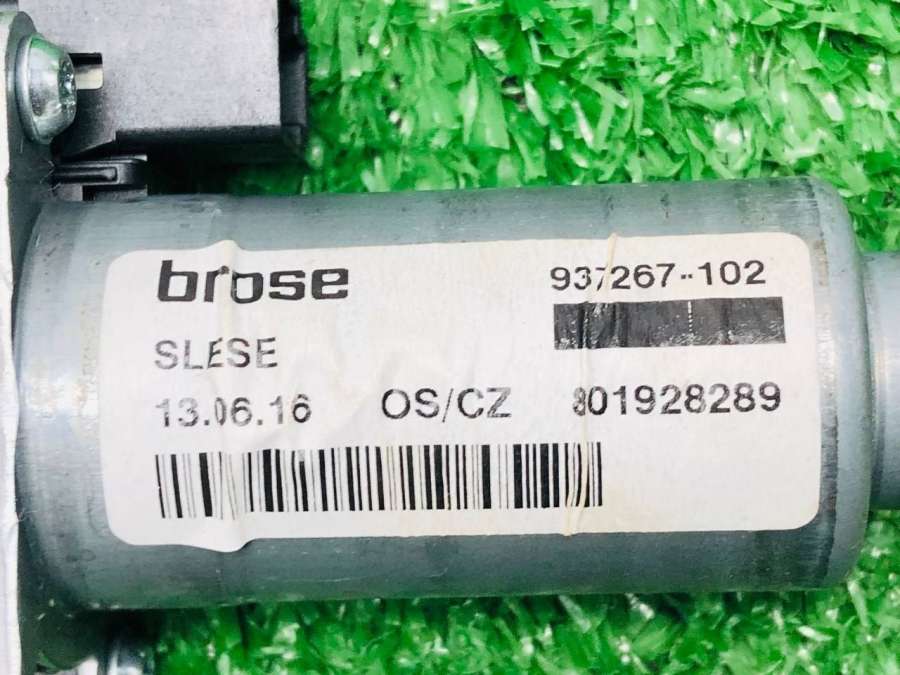 brose 937267-102
SLESE
13.06.16 OS/CZ 801928289